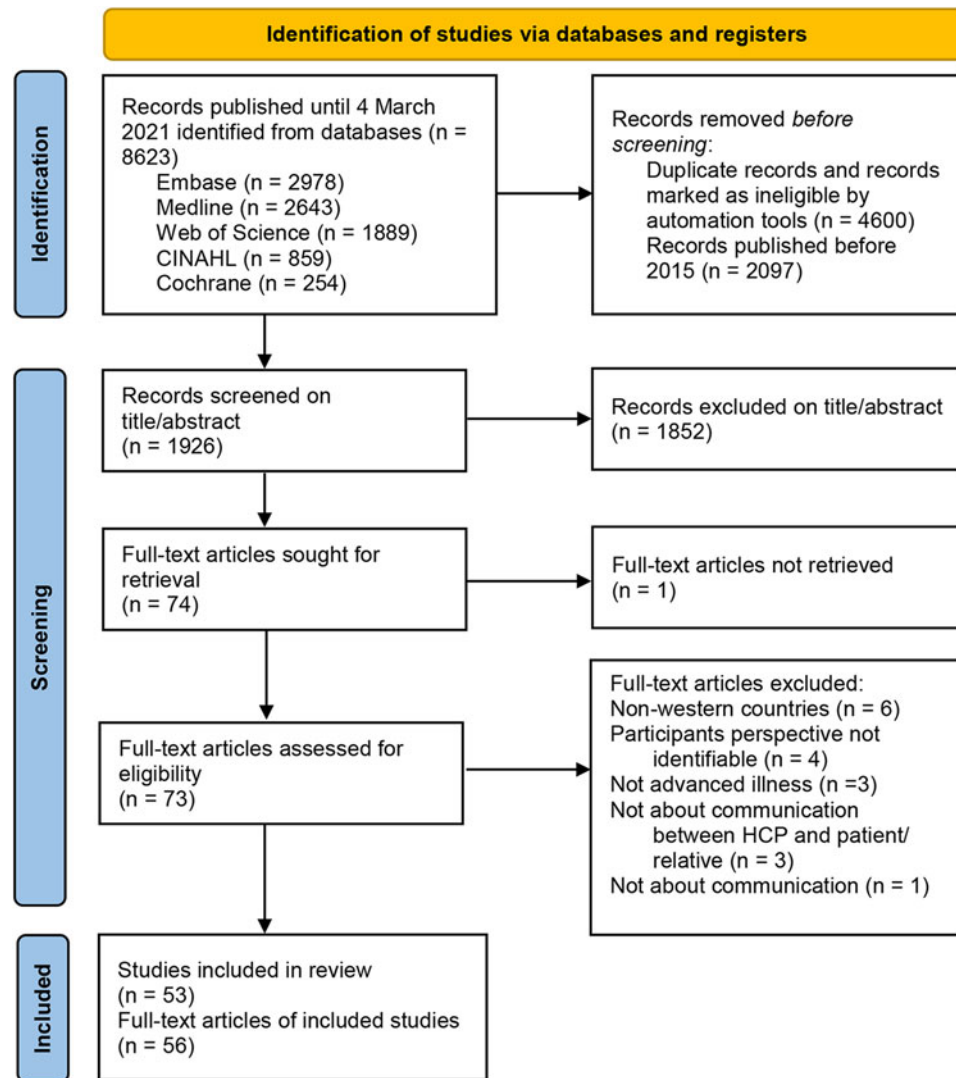 Identification of studies via databases and registers
Identification
Records published until 4 March
2021 identified from databases (n =
8623)
Embase (n = 2978)
Medline (n = 2643)
Web of Science (n = 1889)
CINAHL (n = 859)
Cochrane (n = 254)
Records removed before
screening:
Duplicate records and records
marked as ineligible by
automation tools (n = 4600)
Records published before
2015 (n = 2097)
Screening
Records screened on
title/abstract
(n = 1926)
Records excluded on title/abstract
(n = 1852)
Full-text articles sought for
retrieval
(n = 74)
Full-text articles not retrieved
(n = 1)
Full-text articles assessed for
eligibility
(n = 73)
Full-text articles excluded:
Non-western countries (n = 6)
Participants perspective not
identifiable (n = 4)
Not advanced illness (n =3)
Not about communication
between HCP and patient/
relative (n = 3)
Not about communication (n = 1)
Included
Studies included in review
(n = 53)
Full-text articles of included studies
(n = 56)